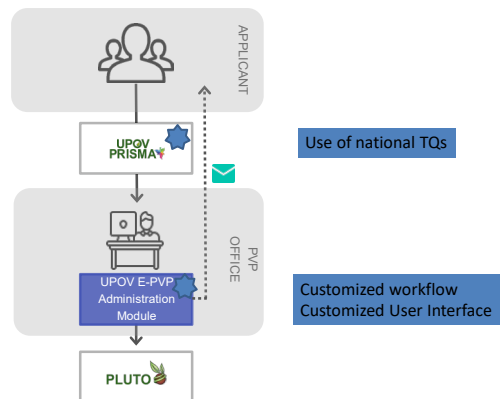 APPLICANT
UPOV
PRISMA
Use of national TQs
PVP
OFFICE
UPOV E-PVP
Administration
Module
Customized workflow
Customized User Interface
PLUTO